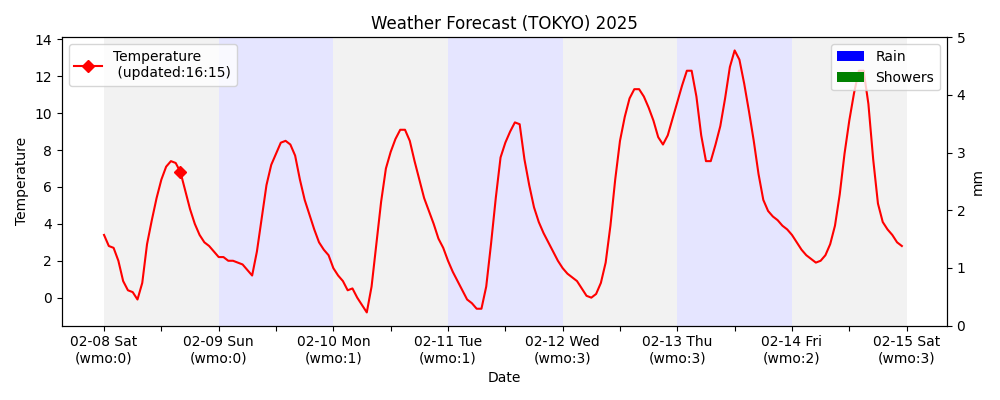 Weather Forecast (TOKYO) 2025
Temperature
(updated:16:15)
Rain
Showers
14
12
10
8
6
4
2
0
Temperature
5
4
3
2
1
0
mm
02-08 Sat
(wmo:0)
02-09 Sun
(wmo:0)
02-10 Mon
(wmo:1)
02-11 Tue
(wmo:1)
02-12 Wed
(wmo:3)
02-13 Thu
(wmo:3)
02-14 Fri
(wmo:2)
02-15 Sat
(wmo:3)
Date